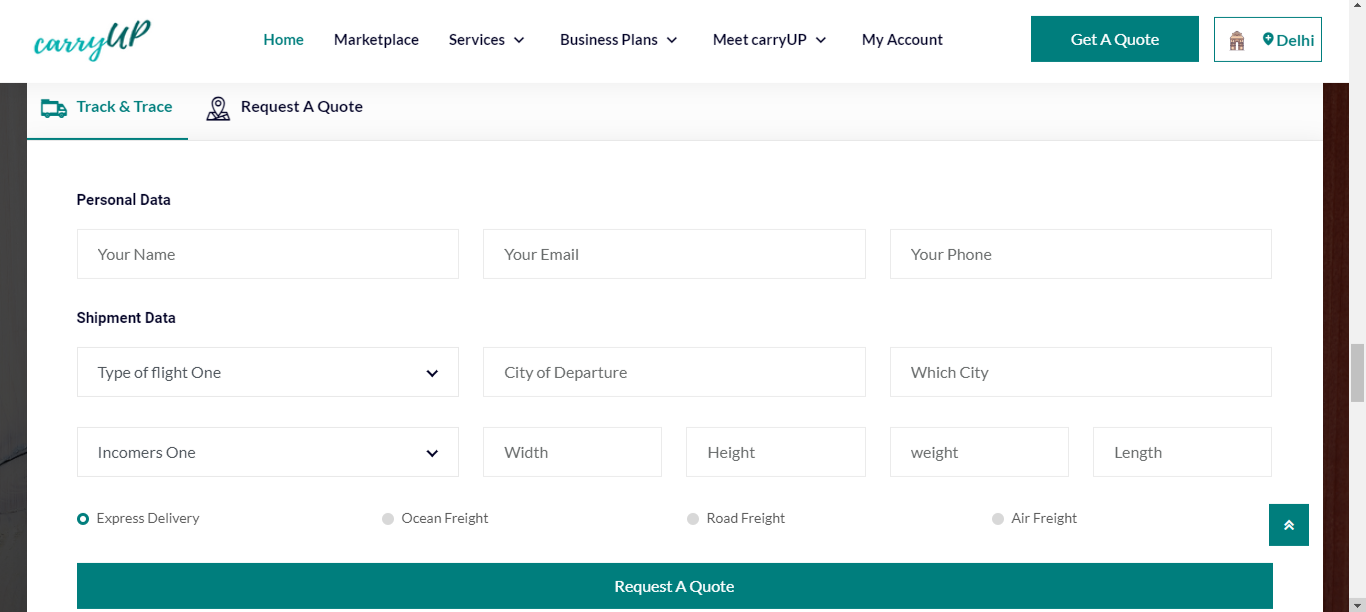 carryUP
Home Marketplace Services Business Plans Meet carryUP My Account Get A Quote Delhi
Track & Trace Request A Quote
Personal Data
Your Name Your Email Your Phone
Shipment Data
Type of flight One City of Departure Which City
Incomers One Width Height weight Length
Express Delivery Ocean Freight Road Freight Air Freight
Request A Quote